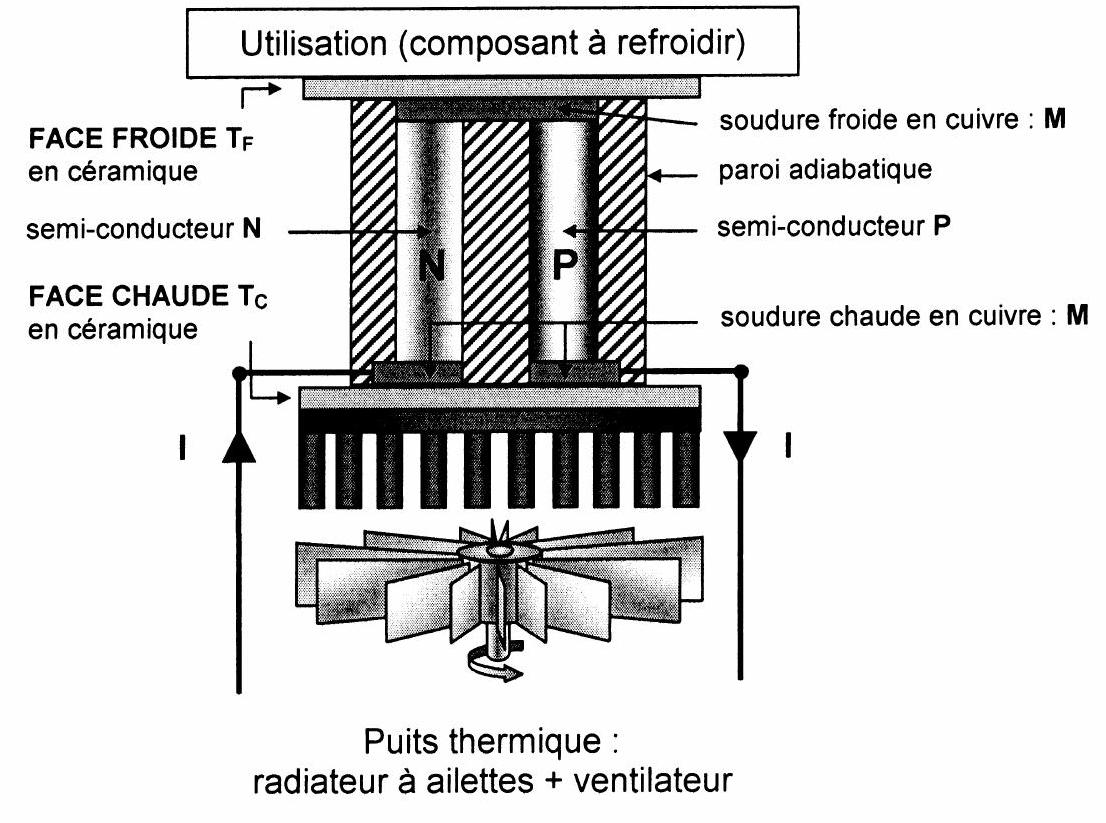 Utilisation (composant à refroidir)
FACE FROIDE TF
en céramique
soudure froide en cuivre : M
paroi adiabatique
semi-conducteur N
semi-conducteur P
N
P
FACE CHAUDE TC
en céramique
soudure chaude en cuivre : M
I
I
Puits thermique :
radiateur à ailettes + ventilateur